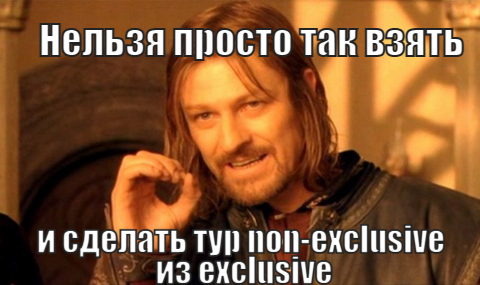 Нельзя просто так взять
и сделать тур non-exclusive
из exclusive